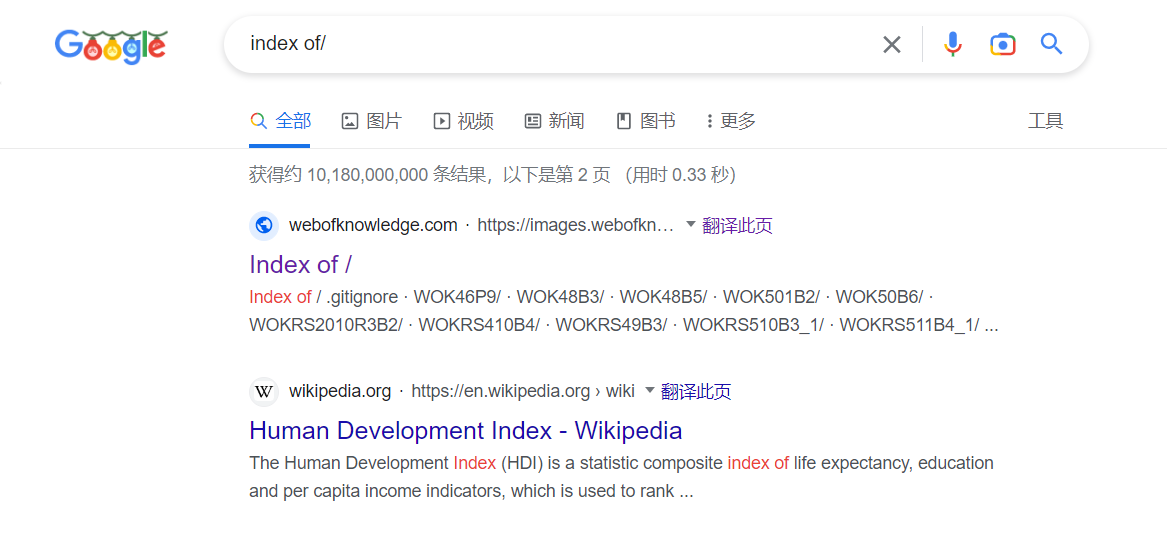 Google
index of/
全部 图片 视频 新闻 图书 更多 工具
获得约 10,180,000,000 条结果，以下是第 2 页 （用时 0.33 秒）
webofknowledge.com · https://images.webofkn… 翻译此页
Index of /
Index of / .gitignore · WOK46P9/ · WOK48B3/ · WOK48B5/ · WOK501B2/ · WOK50B6/ ·
WOKRS2010R3B2/ · WOKRS410B4/ · WOKRS49B3/ · WOKRS510B3_1/ · WOKRS511B4_1/ ...
W wikipedia.org · https://en.wikipedia.org › wiki 翻译此页
Human Development Index - Wikipedia
The Human Development Index (HDI) is a statistic composite index of life expectancy, education
and per capita income indicators, which is used to rank ...